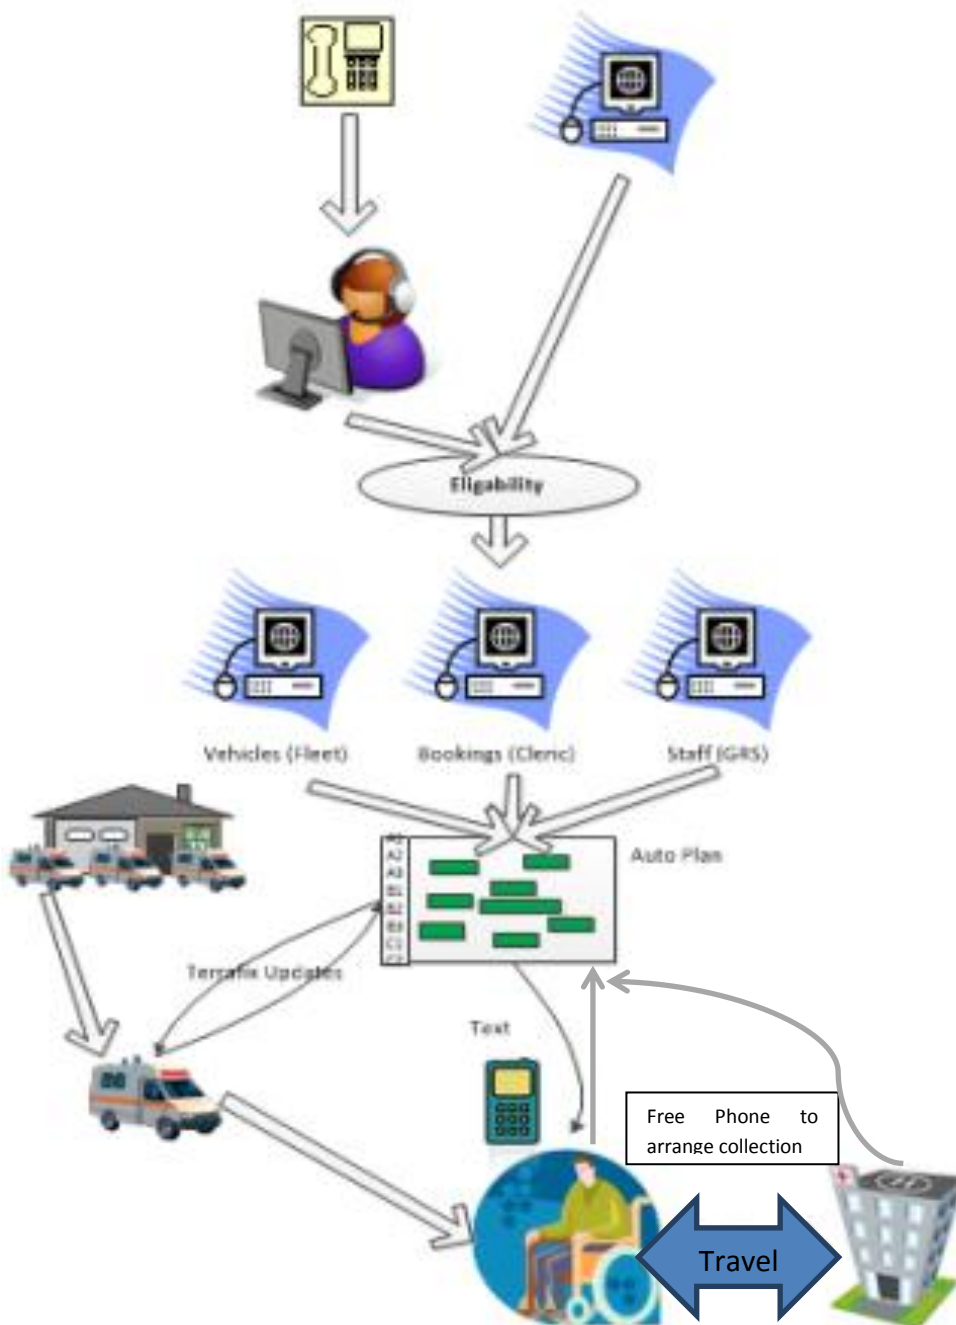 Eligability
Vehicles (Fleet)
Bookings (Cleric)
Staff (GRS)
Auto Plan
A1
A2
A3
B1
B2
B3
C1
C2
Terrafix Updates
Text
Free Phone to
arrange collection
Travel